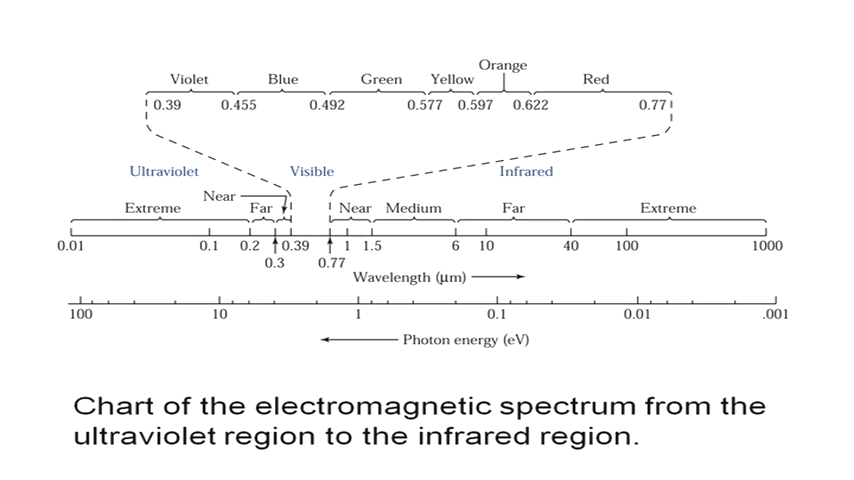 Orange
Violet Blue Green Yellow Red
0.39 0.455 0.492 0.577 0.597 0.622 0.77
Ultraviolet Visible Infrared
Near
Extreme Far Near Medium Far Extreme
0.01 0.1 0.2 0.39 1 1.5 6 10 40 100 1000
0.3 0.77
Wavelength (μm)
100 10 1 0.1 0.01 .001
Photon energy (eV)
Chart of the electromagnetic spectrum from the
ultraviolet region to the infrared region.